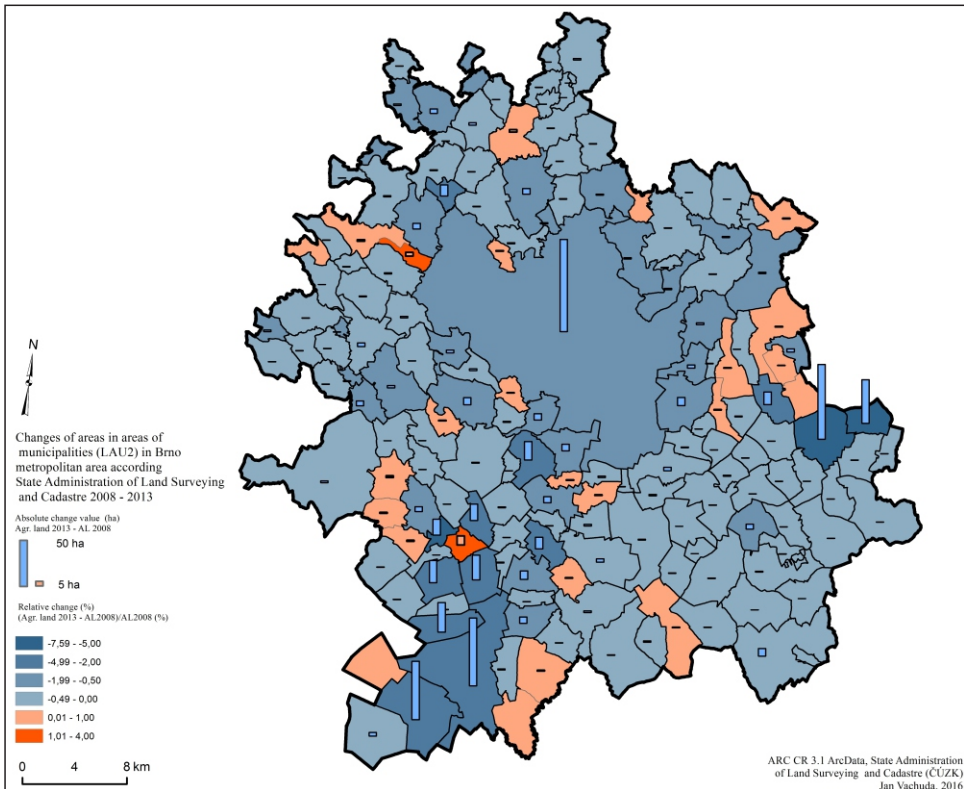 N
Changes of areas in areas of
municipalities (LAU2) in Brno
metropolitan area according
State Administration of Land Surveying
and Cadastre 2008 - 2013
Absolute change value (ha)
Agr. land 2013 - AL 2008
50 ha
5 ha
Relative change (%)
(Agr. land 2013 - AL2008)/AL2008 (%)
-7,59 - -5,00
-4,99 - -2,00
-1,99 - -0,50
-0,49 - 0,00
0,01 - 1,00
1,01 - 4,00
0 4 8 km
ARC CR 3.1 ArcData, State Administration
of Land Surveying and Cadastre (ČÚZK)
Jan Vachuda, 2016